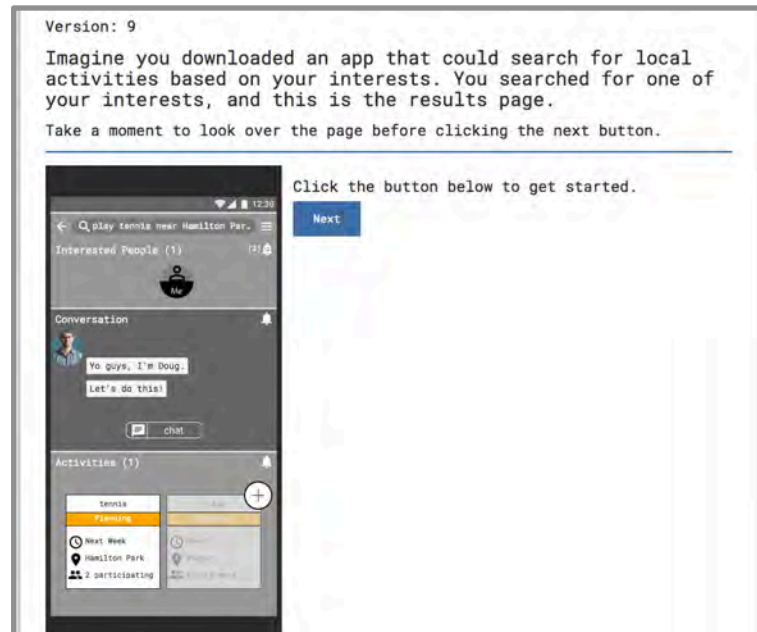 Version: 9
Imagine you downloaded an app that could search for local
activities based on your interests. You searched for one of
your interests, and this is the results page.
Take a moment to look over the page before clicking the next button.
Click the button below to get started.
Next
12:30
play tennis near Hamilton Par.
Interested People (1)
Me
Conversation
Yo guys, I'm Doug.
Let's do this!
chat
Activities (1)
+
tennis
Planning
Next Week
Hamilton Park
2 participating